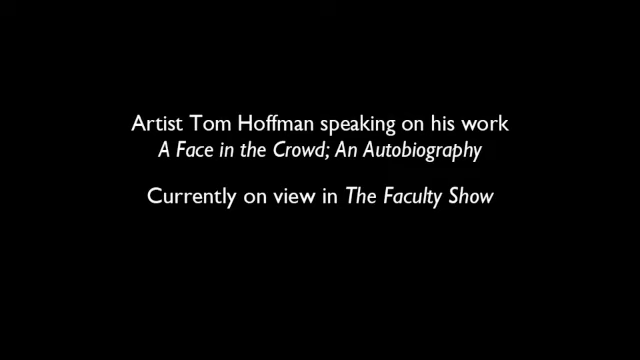 Artist Tom Hoffman speaking on his work
A Face in the Crowd; An Autobiography
Currently on view in The Faculty Show